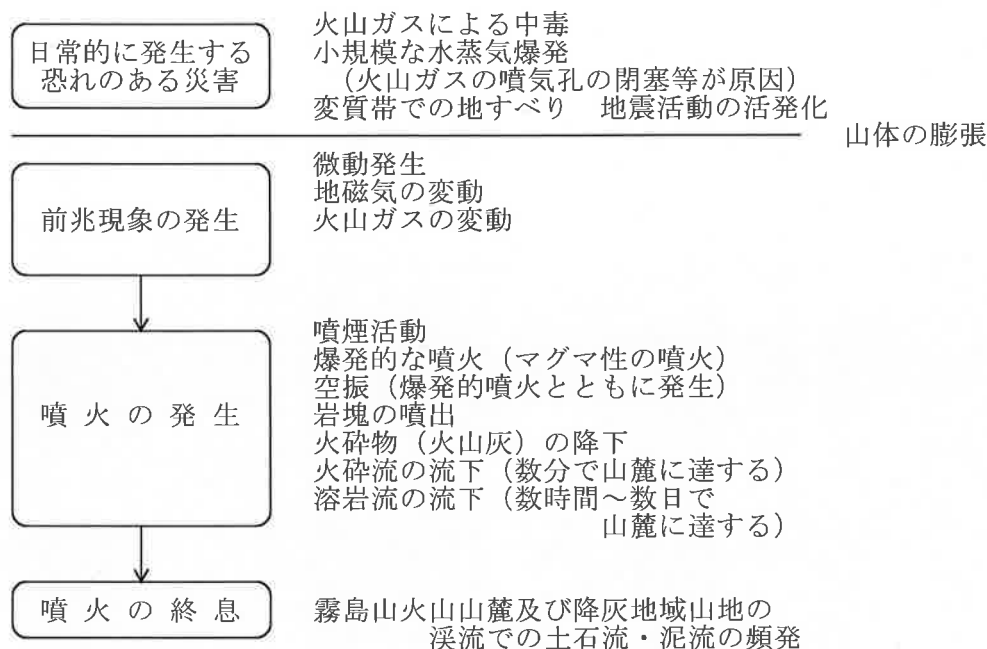 日常的に発生する
恐れのある災害
火山ガスによる中毒
小規模な水蒸気爆発
（火山ガスの噴気孔の閉塞等が原因）
変質帯での地すべり　地震活動の活発化
山体の膨張
前兆現象の発生
微動発生
地磁気の変動
火山ガスの変動
噴火の発生
噴煙活動
爆発的な噴火（マグマ性の噴火）
空振（爆発的噴火とともに発生）
岩塊の噴出
火砕物（火山灰）の降下
火砕流の流下（数分で山麓に達する）
溶岩流の流下（数時間～数日で
山麓に達する）
噴火の終息
霧島山火山山麓及び降灰地域山地の
渓流での土石流・泥流の頻発